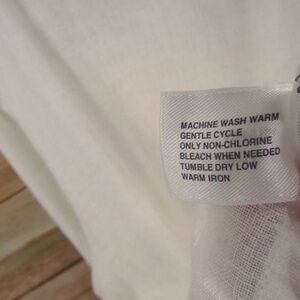 MACHINE WASH WARM
GENTLE CYCLE
ONLY NON-CHLORINE
BLEACH WHEN NEEDED
TUMBLE DRY LOW
WARM IRON